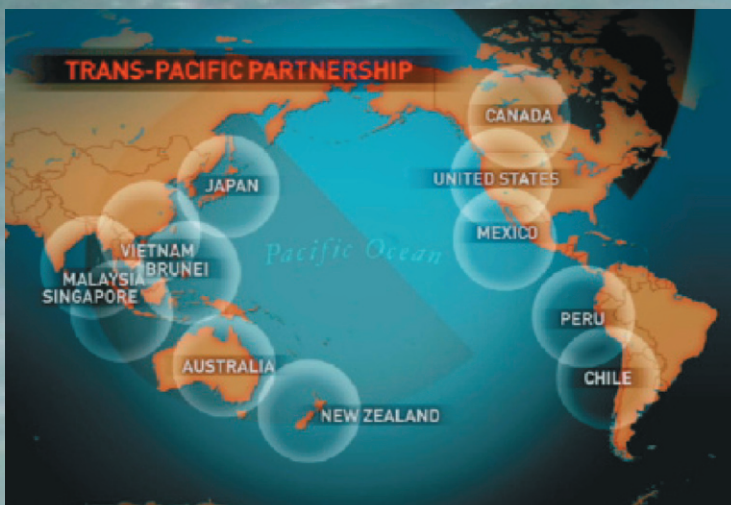 TRANS-PACIFIC PARTNERSHIP
CANADA
JAPAN
UNITED STATES
MEXICO
VIETNAM
Pacific Ocean
BRUNEI
MALAYSIA
SINGAPORE
PERU
AUSTRALIA
CHILE
NEW ZEALAND